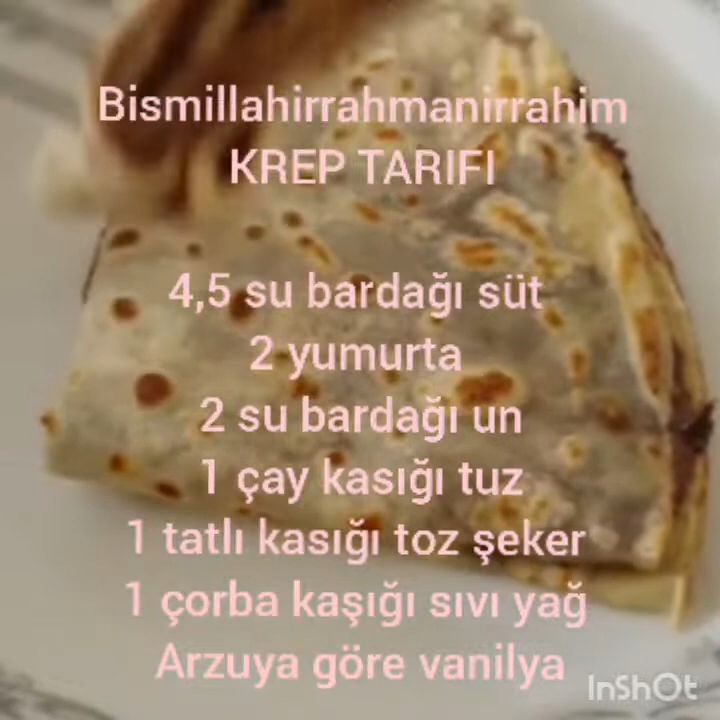 Bismillahirrahmanirrahim
KREP TARIFI
4,5 su bardağı süt
2 yumurta
2 su bardağı un
1 çay kasığı tuz
1 tatlı kasığı toz şeker
1 çorba kaşığı sıvı yağ
Arzuya göre vanilya
InShOt